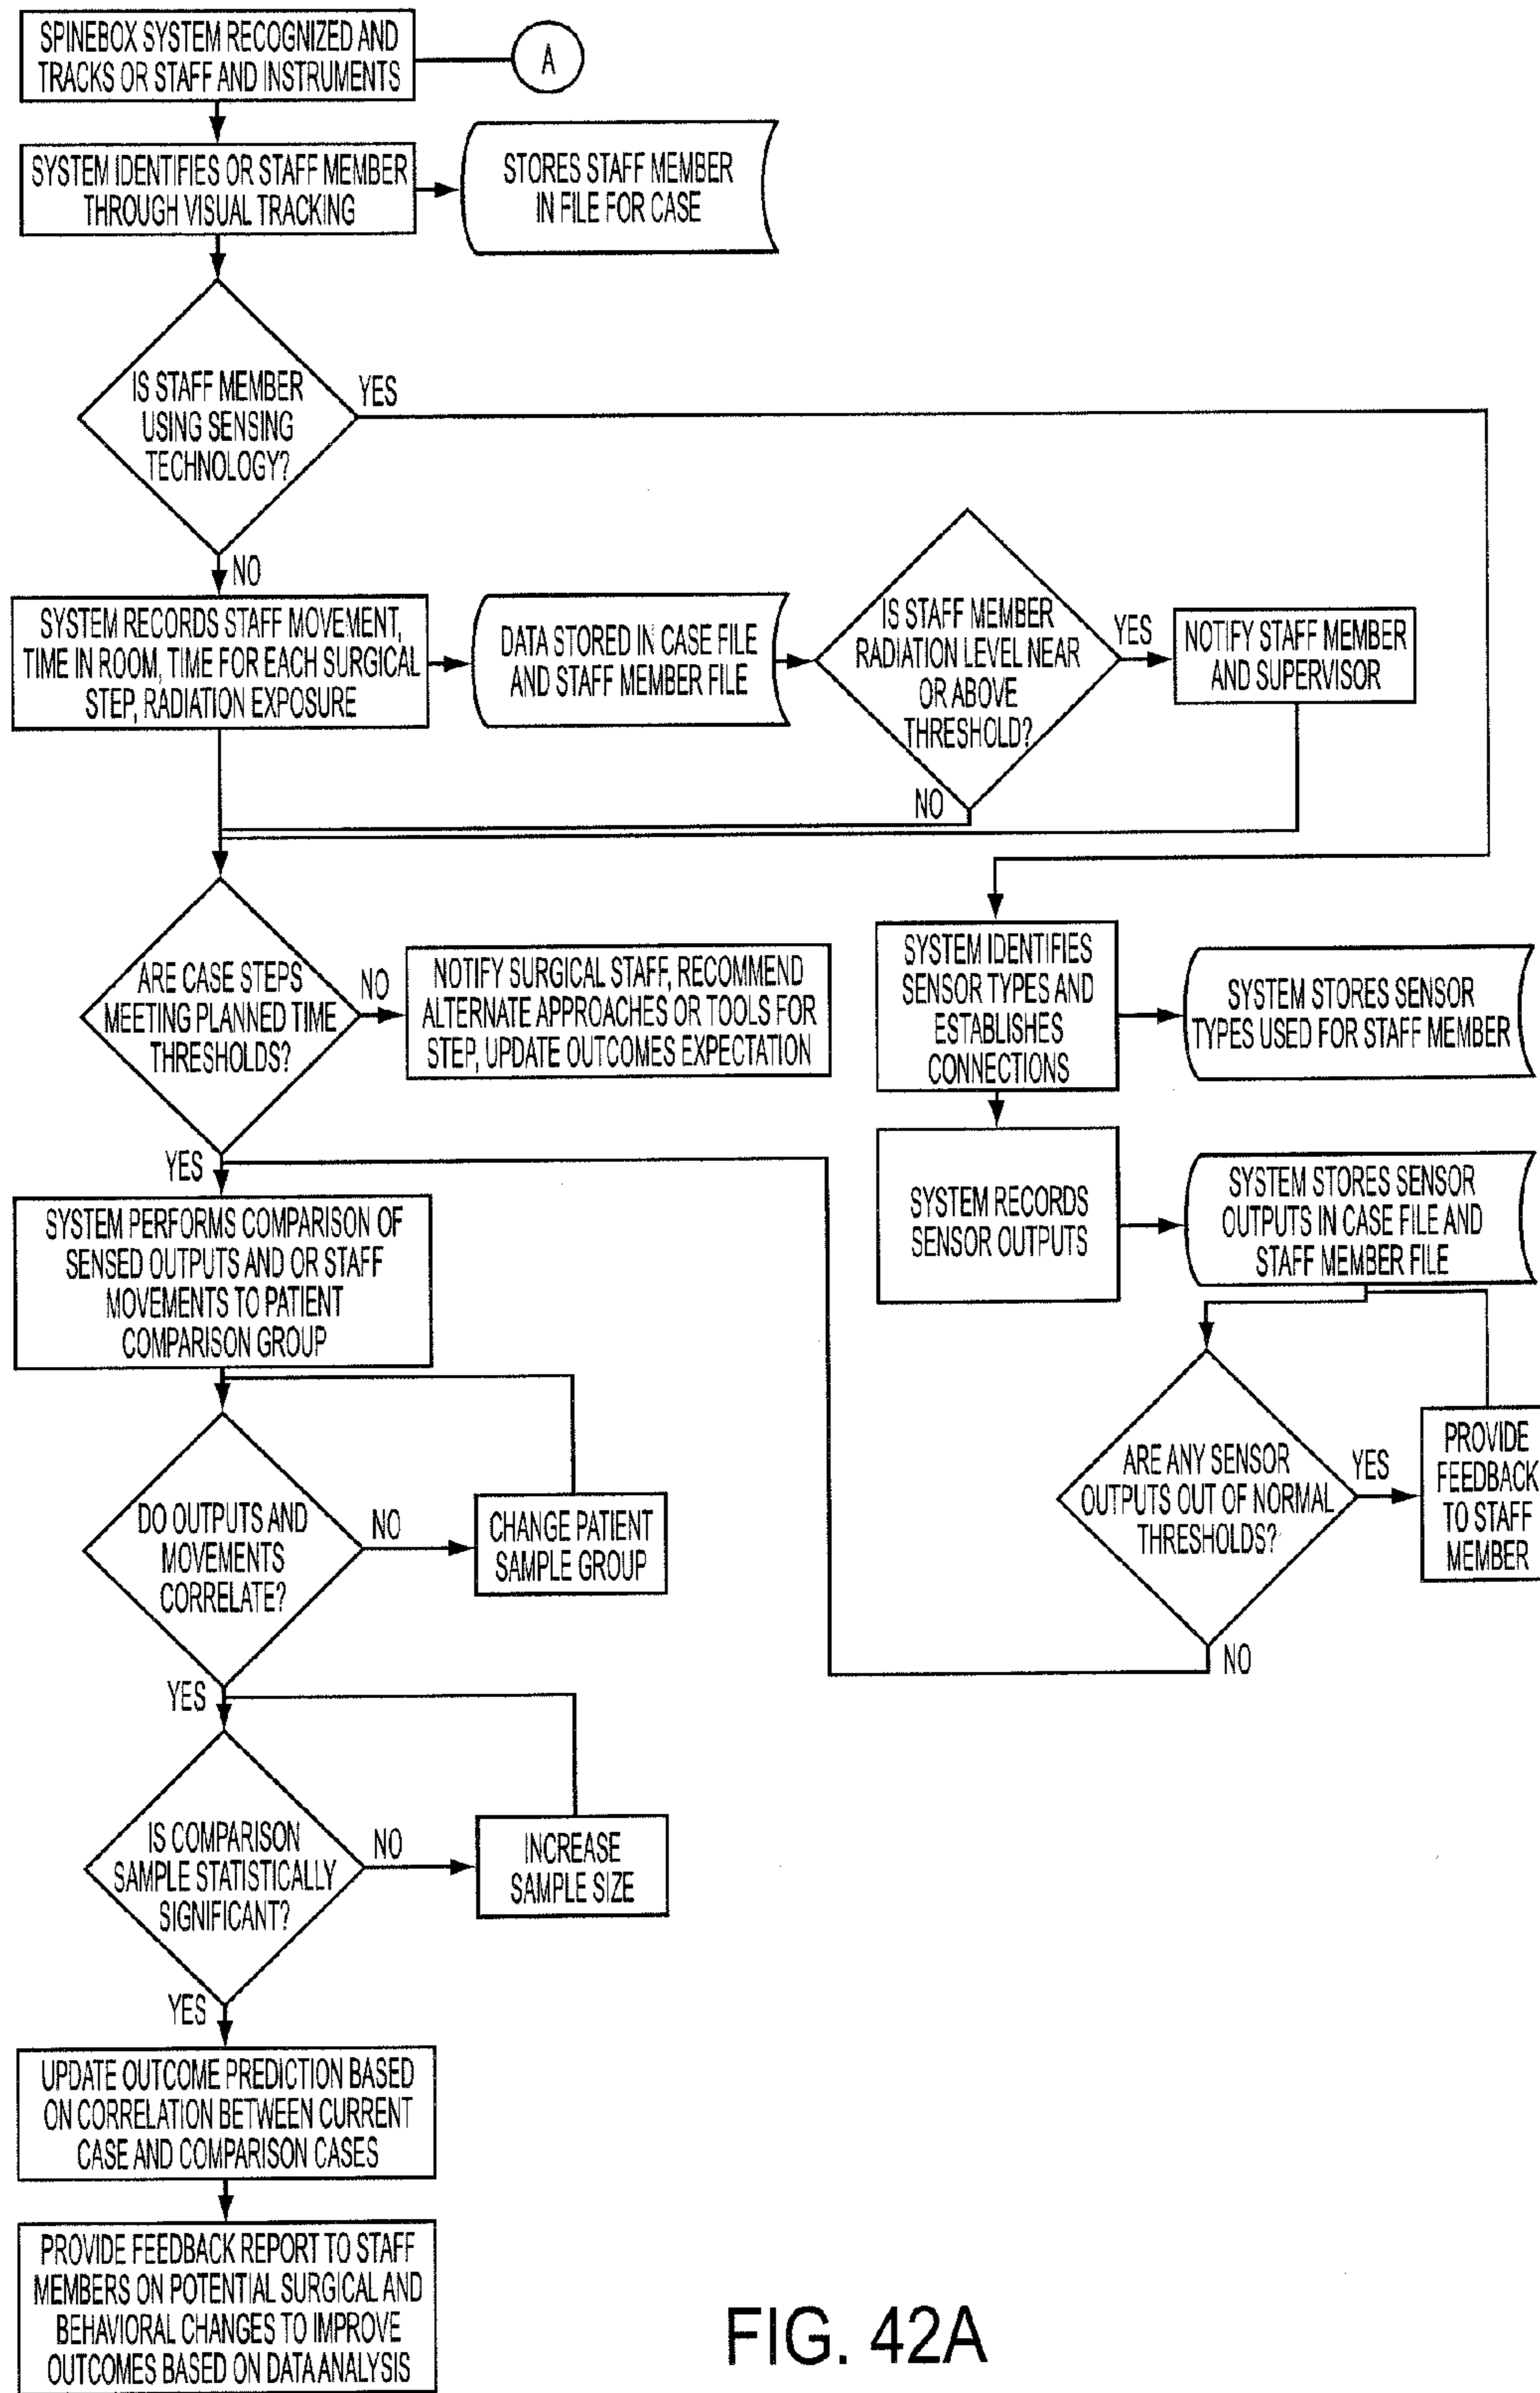 SPINEBOX SYSTEM RECOGNIZED AND
TRACKS OR STAFF AND INSTRUMENTS
A
SYSTEM IDENTIFIES OR STAFF MEMBER
THROUGH VISUAL TRACKING
STORES STAFF MEMBER
IN FILE FOR CASE
IS STAFF MEMBER
USING SENSING
TECHNOLOGY?
YES
NO
SYSTEM RECORDS STAFF MOVEMENT,
TIME IN ROOM, TIME FOR EACH SURGICAL
STEP, RADIATION EXPOSURE
DATA STORED IN CASE FILE
AND STAFF MEMBER FILE
IS STAFF MEMBER
RADIATION LEVEL NEAR
OR ABOVE
THRESHOLD?
YES
NOTIFY STAFF MEMBER
AND SUPERVISOR
NO
ARE CASE STEPS
MEETING PLANNED TIME
THRESHOLDS?
NO
NOTIFY SURGICAL STAFF, RECOMMEND
ALTERNATE APPROACHES OR TOOLS FOR
STEP, UPDATE OUTCOMES EXPECTATION
SYSTEM IDENTIFIES
SENSOR TYPES AND
ESTABLISHES
CONNECTIONS
SYSTEM STORES SENSOR
TYPES USED FOR STAFF MEMBER
YES
SYSTEM RECORDS
SENSOR OUTPUTS
SYSTEM STORES SENSOR
OUTPUTS IN CASE FILE AND
STAFF MEMBER FILE
SYSTEM PERFORMS COMPARISON OF
SENSED OUTPUTS AND OR STAFF
MOVEMENTS TO PATIENT
COMPARISON GROUP
ARE ANY SENSOR
OUTPUTS OUT OF NORMAL
THRESHOLDS?
YES
PROVIDE
FEEDBACK
TO STAFF
MEMBER
NO
DO OUTPUTS AND
MOVEMENTS
CORRELATE?
NO
CHANGE PATIENT
SAMPLE GROUP
YES
IS COMPARISON
SAMPLE STATISTICALLY
SIGNIFICANT?
NO
INCREASE
SAMPLE SIZE
YES
UPDATE OUTCOME PREDICTION BASED
ON CORRELATION BETWEEN CURRENT
CASE AND COMPARISON CASES
PROVIDE FEEDBACK REPORT TO STAFF
MEMBERS ON POTENTIAL SURGICAL AND
BEHAVIORAL CHANGES TO IMPROVE
OUTCOMES BASED ON DATA ANALYSIS
FIG. 42A